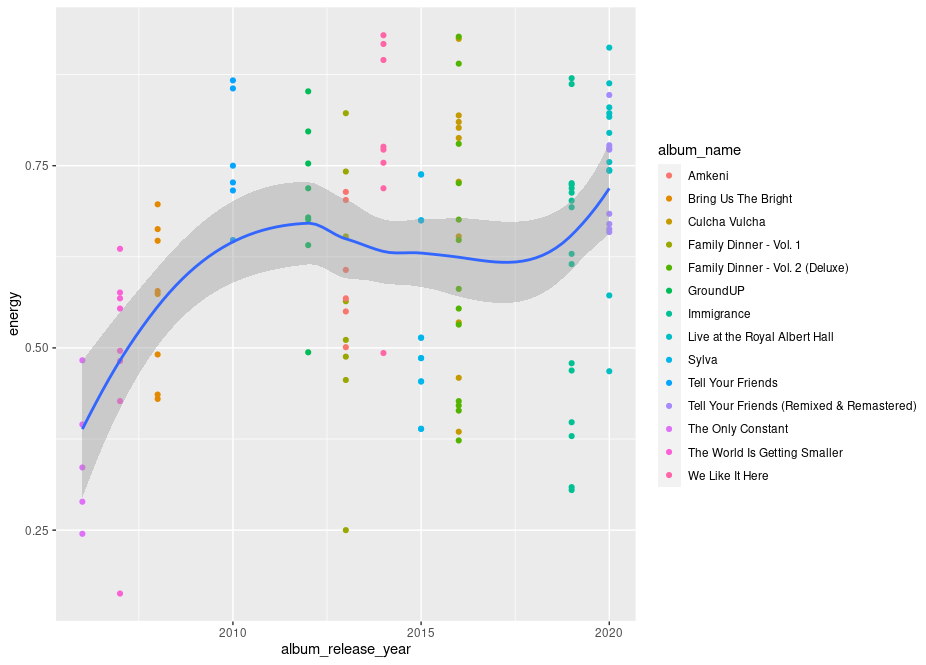 0.75
0.50
0.25
energy
2010
2015
2020
album_release_year
album_name
Amkeni
Bring Us The Bright
Culcha Vulcha
Family Dinner - Vol. 1
Family Dinner - Vol. 2 (Deluxe)
GroundUP
Immigrance
Live at the Royal Albert Hall
Sylva
Tell Your Friends
Tell Your Friends (Remixed & Remastered)
The Only Constant
The World Is Getting Smaller
We Like It Here